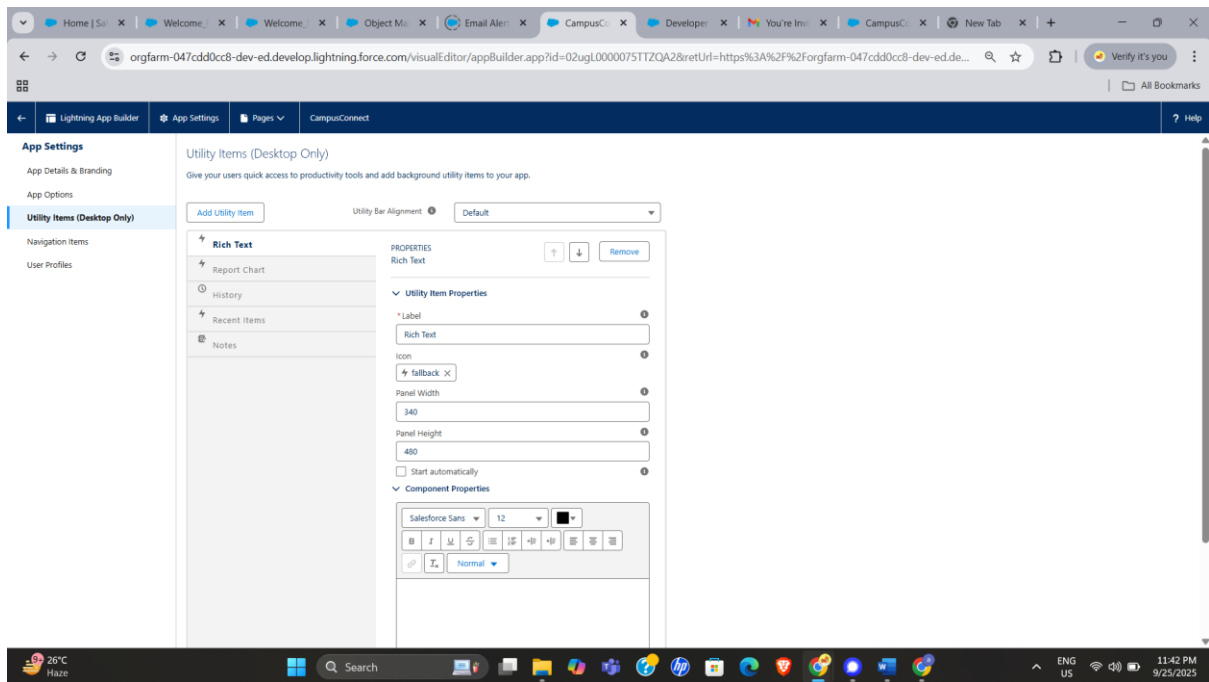 Home | Sal
Welcome_
Welcome_
Object Ma
Email Aler
CampusCo
Developer
You're Invi
CampusCo
New Tab
orgfarm-047cdd0cc8-dev-ed.develop.lightning.force.com/visualEditor/appBuilder.app?id=02ugL0000075TTZQA2&retUrl=https%3A%2F%2Forgfarm-047cdd0cc8-dev-ed.de...
Verify it's you
All Bookmarks
Lightning App Builder
App Settings
Pages
CampusConnect
? Help
App Settings
App Details & Branding
App Options
Utility Items (Desktop Only)
Navigation Items
User Profiles
Utility Items (Desktop Only)
Give your users quick access to productivity tools and add background utility items to your app.
Add Utility Item
Utility Bar Alignment
Default
Rich Text
Report Chart
History
Recent Items
Notes
PROPERTIES
Rich Text
Remove
Utility Item Properties
* Label
Rich Text
Icon
fallback
Panel Width
340
Panel Height
480
Start automatically
Component Properties
Salesforce Sans
12
B I U S
Normal
9+
26°C
Haze
Search
ENG
US
11:42 PM
9/25/2025